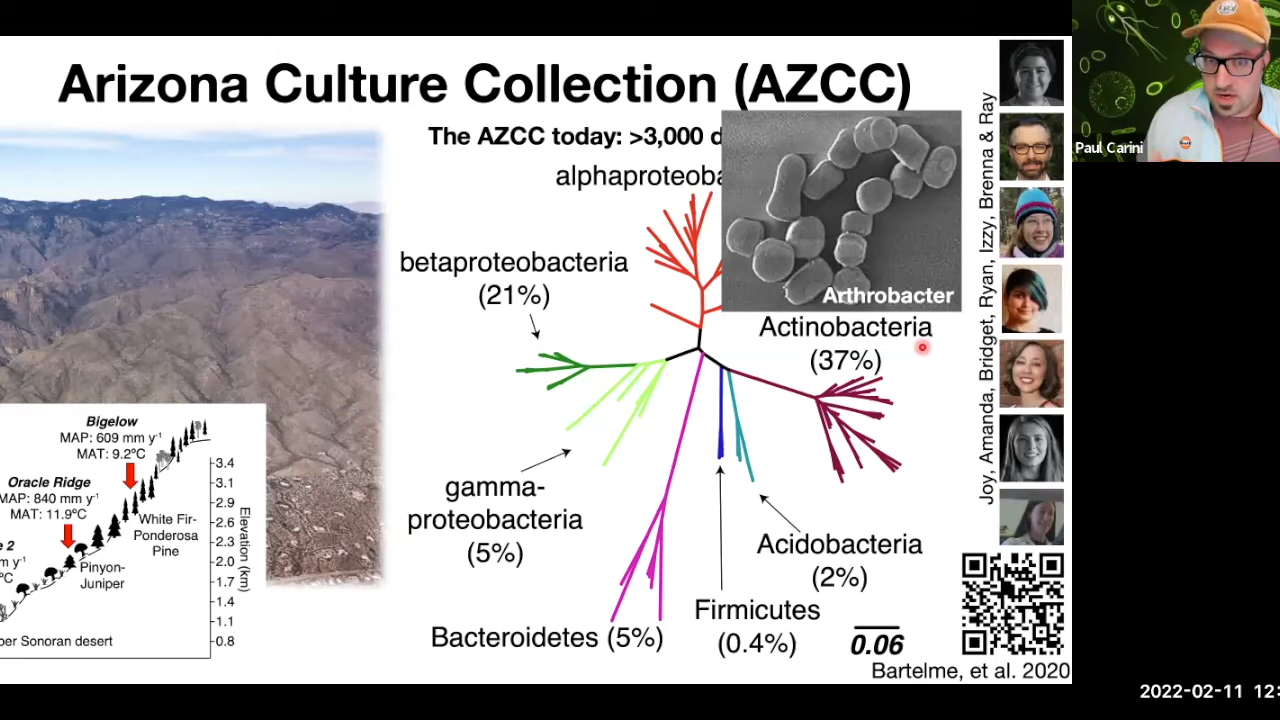 Arizona Culture Collection (AZCC)
The AZCC today: >3,000 d
alphaproteoba
Arthrobacter
betaproteobacteria
(21%)
Actinobacteria
(37%)
gamma-
proteobacteria
(5%)
Acidobacteria
(2%)
Firmicutes
(0.4%)
Bacteroidetes (5%)
0.06
Bartelme, et al. 2020
Joy, Amanda, Bridget, Ryan, Izzy, Brenna & Ray
Paul Carini
Bigelow
MAP: 609 mm y⁻¹
MAT: 9.2ºC
Oracle Ridge
MAP: 840 mm y⁻¹
MAT: 11.9ºC
e 2
m y⁻¹
ºC
White Fir-
Ponderosa
Pine
Pinyon-
Juniper
per Sonoran desert
3.4
3.1
2.9
2.6
2.3
2.0
1.7
1.4
1.1
0.8
Elevation (km)
2022-02-11 12: